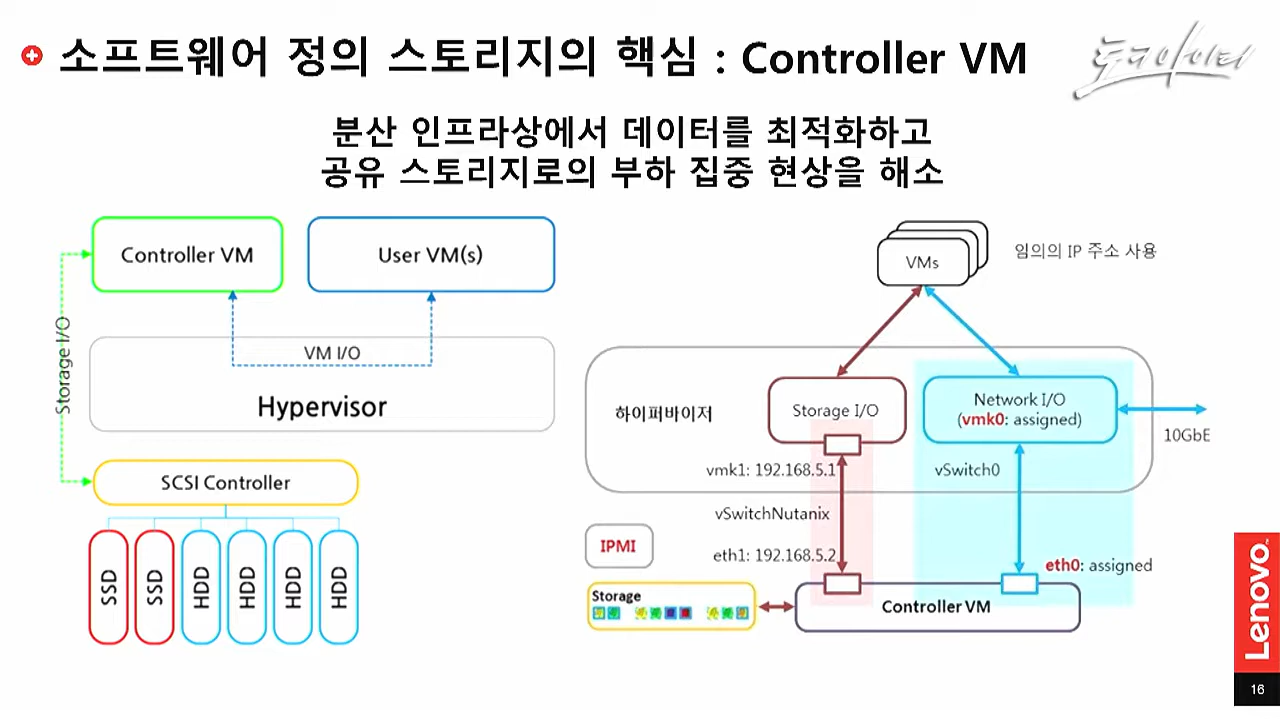 소프트웨어 정의 스토리지의 핵심 : Controller VM
토크아이티
분산 인프라상에서 데이터를 최적화하고
공유 스토리지로의 부하 집중 현상을 해소
Controller VM
User VM(s)
Storage I/O
VM I/O
Hypervisor
SCSI Controller
SSD
SSD
HDD
HDD
HDD
HDD
VMs
임의의 IP 주소 사용
하이퍼바이저
Storage I/O
Network I/O
(vmk0: assigned)
10GbE
vmk1: 192.168.5.1
vSwitch0
vSwitchNutanix
IPMI
eth1: 192.168.5.2
eth0: assigned
Storage
Controller VM
Lenovo
16